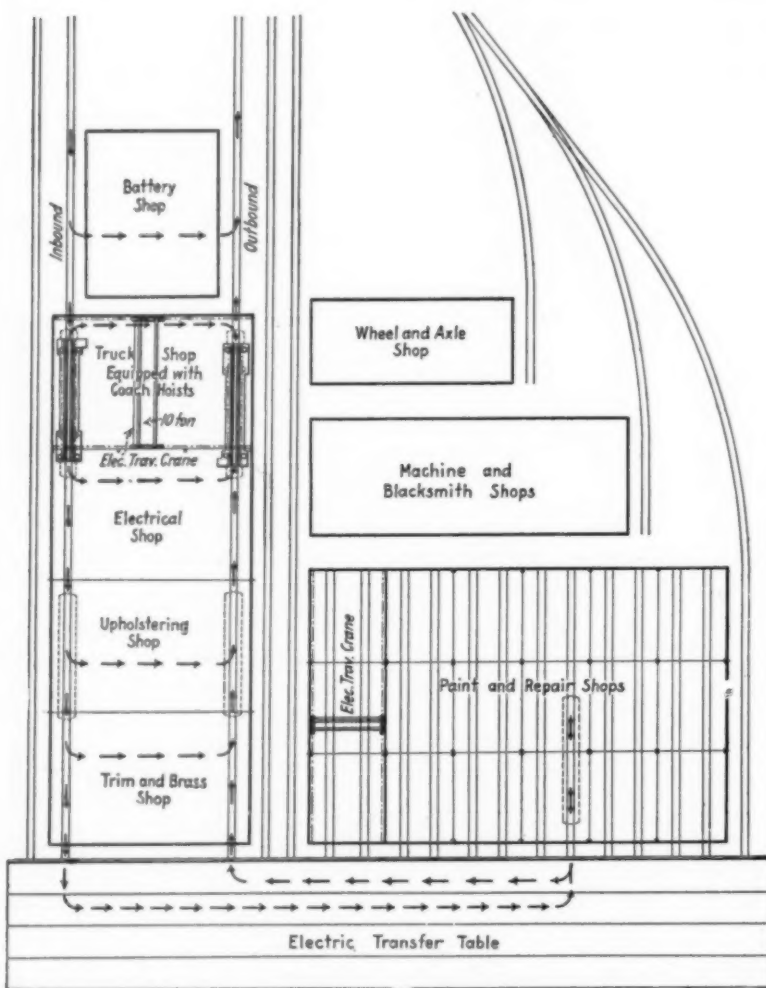 Battery
Shop
Inbound
Outbound
Truck Shop
Equipped with
Coach Hoists
10 ton
Elec. Trav. Crane
Electrical
Shop
Upholstering
Shop
Trim and Brass
Shop
Wheel and Axle
Shop
Machine and
Blacksmith Shops
Elec. Trav. Crane
Paint and Repair Shops
Electric Transfer Table